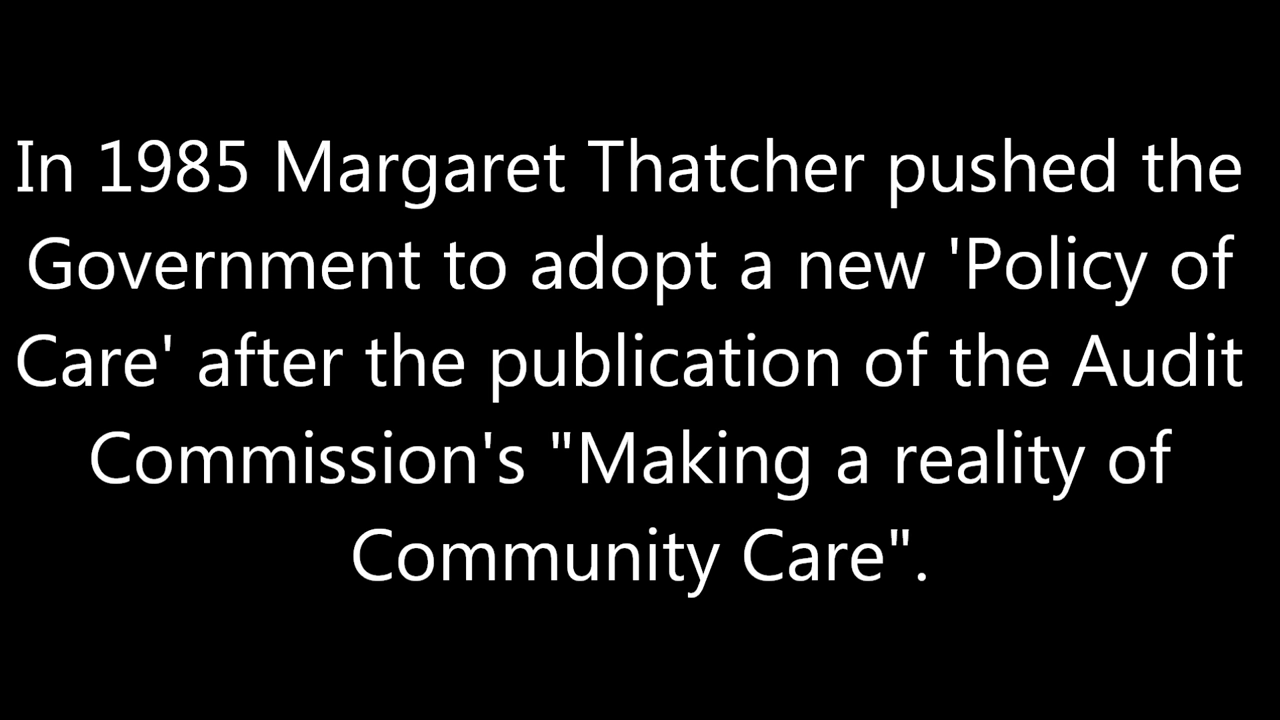 In 1985 Margaret Thatcher pushed the
Government to adopt a new 'Policy of
Care' after the publication of the Audit
Commission's "Making a reality of
Community Care".